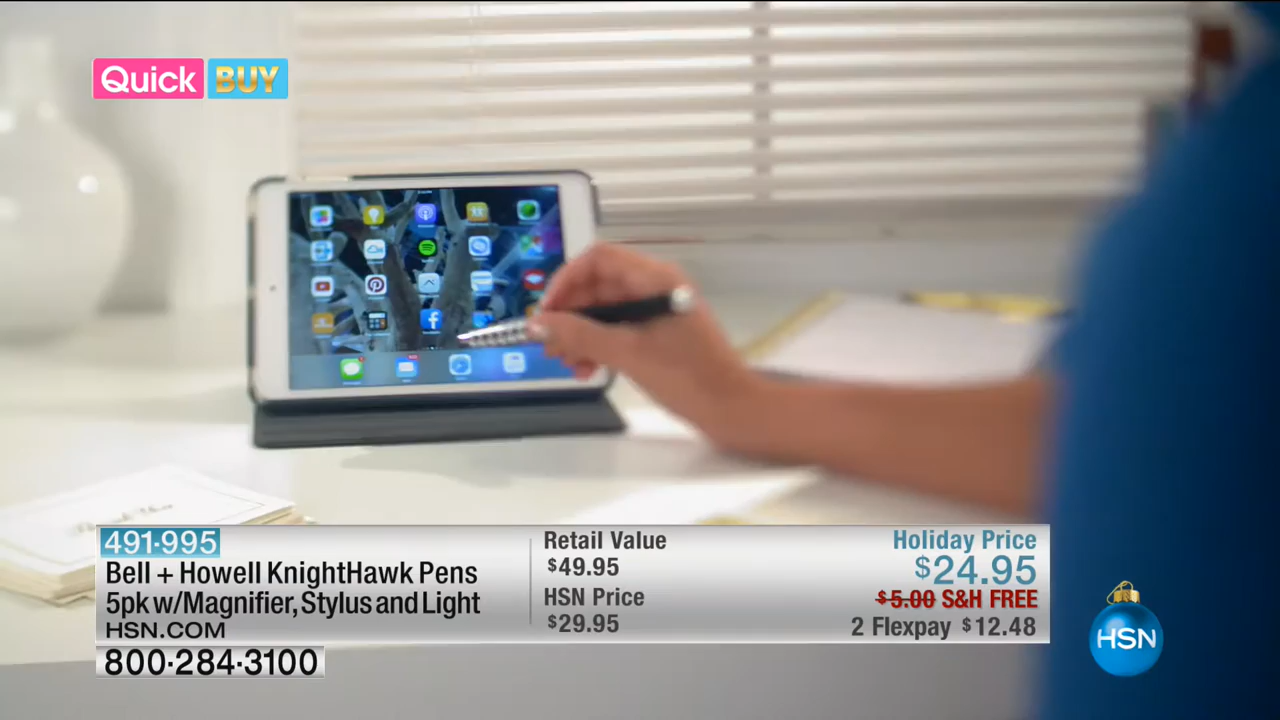 Quick BUY
491-995
Bell + Howell KnightHawk Pens
5pk w/Magnifier, Stylus and Light
HSN.COM
800-284-3100
Retail Value
$49.95
HSN Price
$29.95
Holiday Price
$24.95
$5.00 S&H FREE
2 Flexpay $12.48
HSN